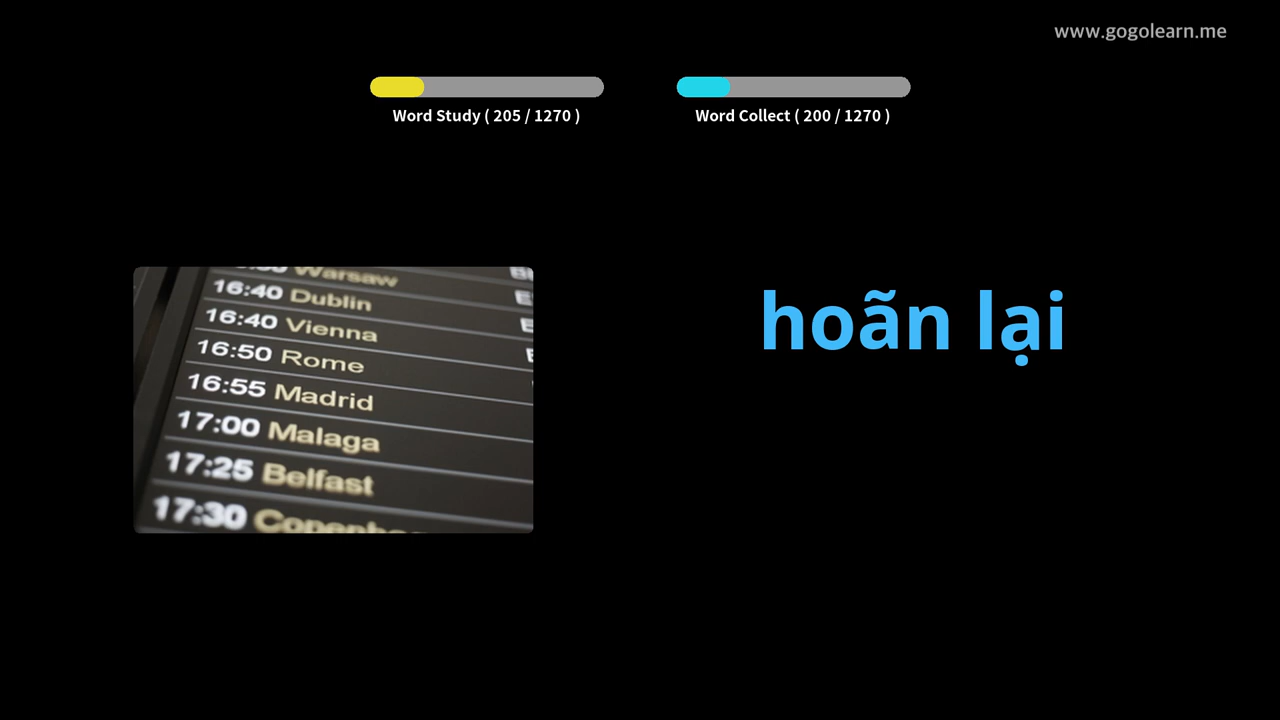 www.gogolearn.me
Word Study ( 205 / 1270 )
Word Collect ( 200 / 1270 )
hoãn lại
Warsaw
16:40 Dublin
16:40 Vienna
16:50 Rome
16:55 Madrid
17:00 Malaga
17:25 Belfast
17:30